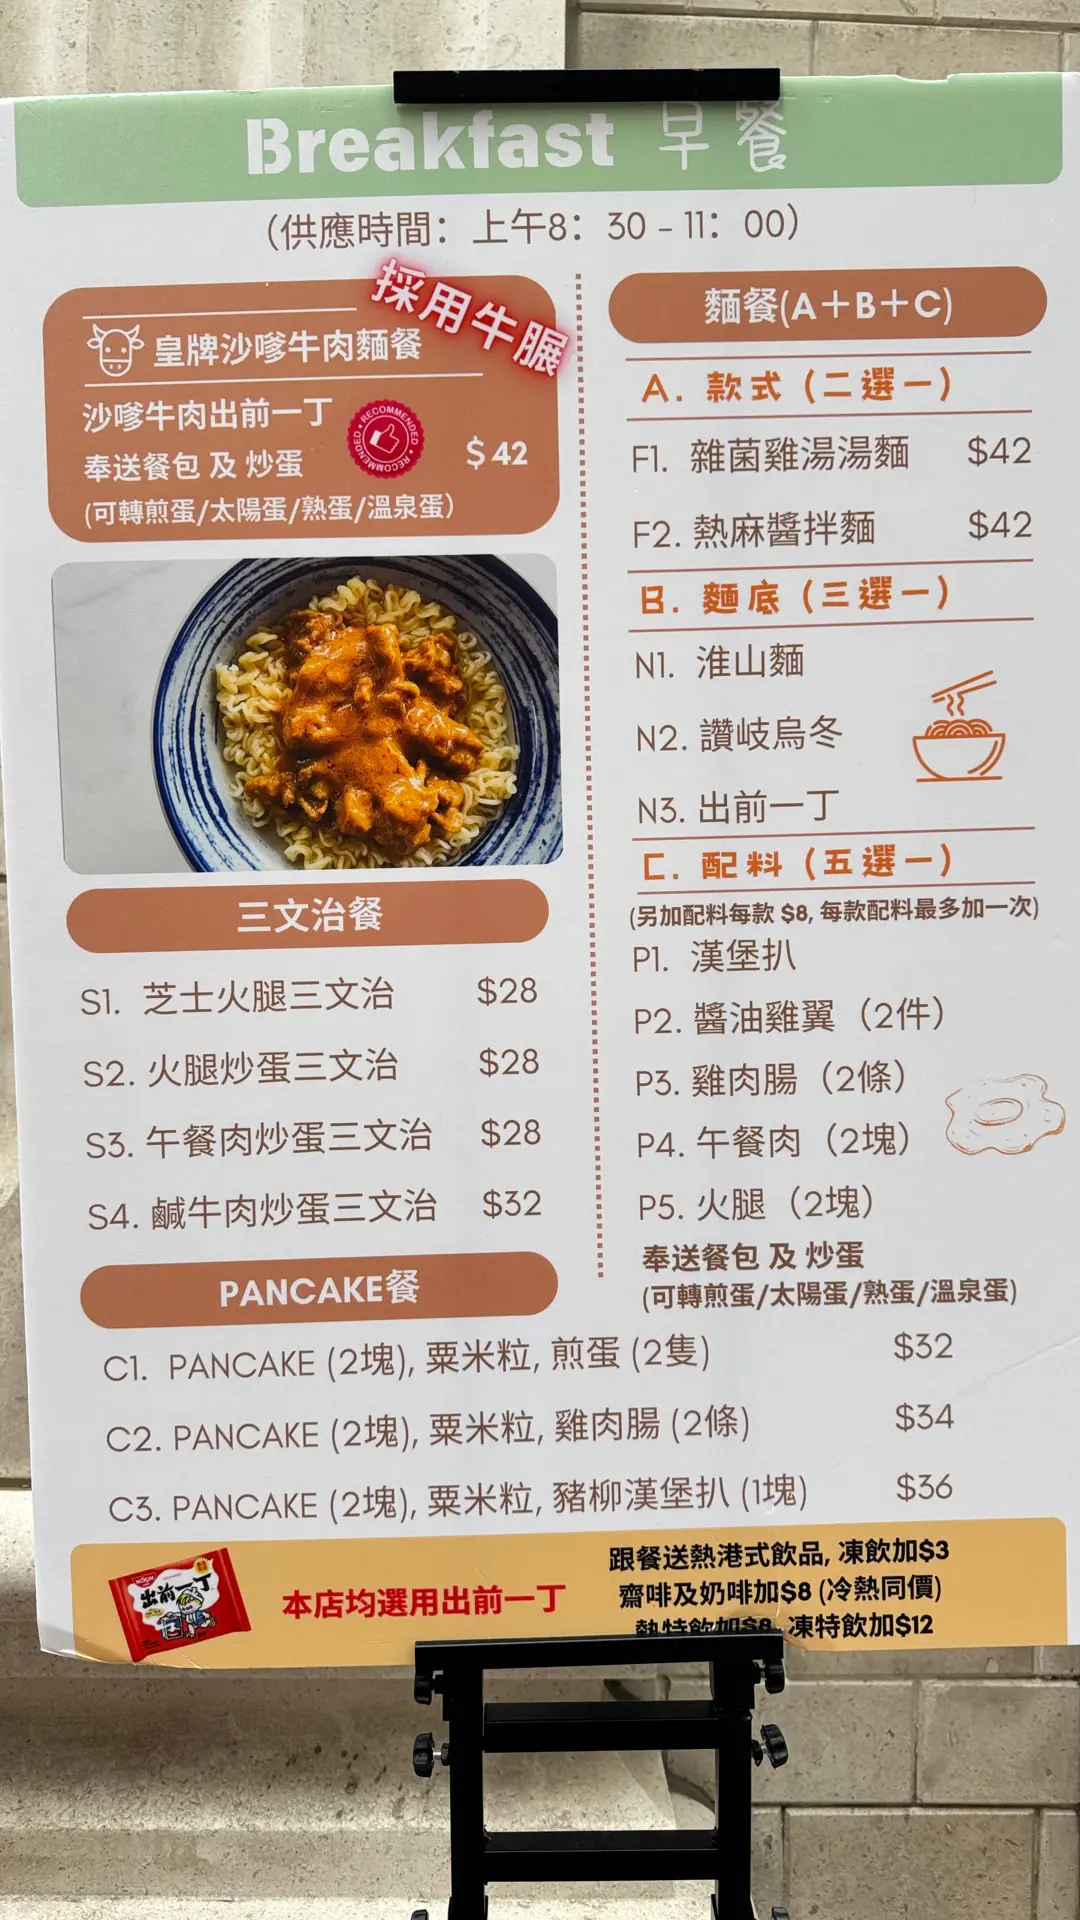 Breakfast 早餐
（供應時間：上午8：30 - 11：00）
採用牛𦟌
皇牌沙嗲牛肉麵餐
沙嗲牛肉出前一丁
奉送餐包 及 炒蛋
(可轉煎蛋/太陽蛋/熟蛋/溫泉蛋)
RECOMMENDED • RECOMMENDED
$42
三文治餐
S1. 芝士火腿三文治 $28
S2. 火腿炒蛋三文治 $28
S3. 午餐肉炒蛋三文治 $28
S4. 鹹牛肉炒蛋三文治 $32
麵餐(A＋B＋C)
A. 款式（二選一）
F1. 雜菌雞湯湯麵 $42
F2. 熱麻醬拌麵 $42
B. 麵底（三選一）
N1. 淮山麵
N2. 讚岐烏冬
N3. 出前一丁
C. 配料（五選一）
(另加配料每款 $8, 每款配料最多加一次)
P1. 漢堡扒
P2. 醬油雞翼（2件）
P3. 雞肉腸（2條）
P4. 午餐肉（2塊）
P5. 火腿（2塊）
奉送餐包 及 炒蛋
(可轉煎蛋/太陽蛋/熟蛋/溫泉蛋)
PANCAKE餐
C1. PANCAKE (2塊), 粟米粒, 煎蛋 (2隻) $32
C2. PANCAKE (2塊), 粟米粒, 雞肉腸 (2條) $34
C3. PANCAKE (2塊), 粟米粒, 豬柳漢堡扒 (1塊) $36
出前一丁
本店均選用出前一丁
跟餐送熱港式飲品, 凍飲加$3
齋啡及奶啡加$8 (冷熱同價)
熱特飲加$8, 凍特飲加$12